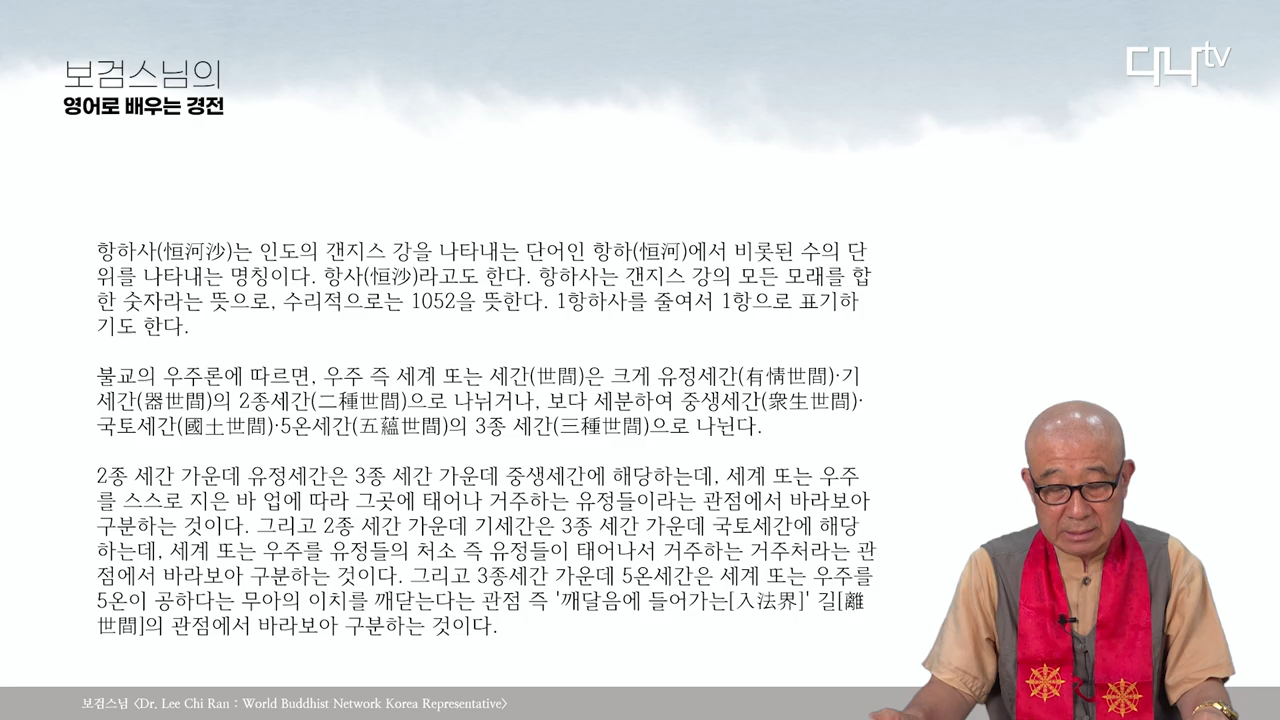 보검스님의
영어로 배우는 경전
다나tv
항하사(恒河沙)는 인도의 갠지스 강을 나타내는 단어인 항하(恒河)에서 비롯된 수의 단
위를 나타내는 명칭이다. 항사(恒沙)라고도 한다. 항하사는 갠지스 강의 모든 모래를 합
한 숫자라는 뜻으로, 수리적으로는 1052을 뜻한다. 1항하사를 줄여서 1항으로 표기하
기도 한다.
불교의 우주론에 따르면, 우주 즉 세계 또는 세간(世間)은 크게 유정세간(有情世間)·기
세간(器世間)의 2종세간(二種世間)으로 나뉘거나, 보다 세분하여 중생세간(衆生世間)·
국토세간(國土世間)·5온세간(五蘊世間)의 3종 세간(三種世間)으로 나뉜다.
2종 세간 가운데 유정세간은 3종 세간 가운데 중생세간에 해당하는데, 세계 또는 우주
를 스스로 지은 바 업에 따라 그곳에 태어나 거주하는 유정들이라는 관점에서 바라보아
구분하는 것이다. 그리고 2종 세간 가운데 기세간은 3종 세간 가운데 국토세간에 해당
하는데, 세계 또는 우주를 유정들의 처소 즉 유정들이 태어나서 거주하는 거주처라는 관
점에서 바라보아 구분하는 것이다. 그리고 3종세간 가운데 5온세간은 세계 또는 우주를
5온이 공하다는 무아의 이치를 깨닫는다는 관점 즉 '깨달음에 들어가는[入法界]' 길[離
世間]의 관점에서 바라보아 구분하는 것이다.
보검스님 <Dr. Lee Chi Ran : World Buddhist Network Korea Representative>